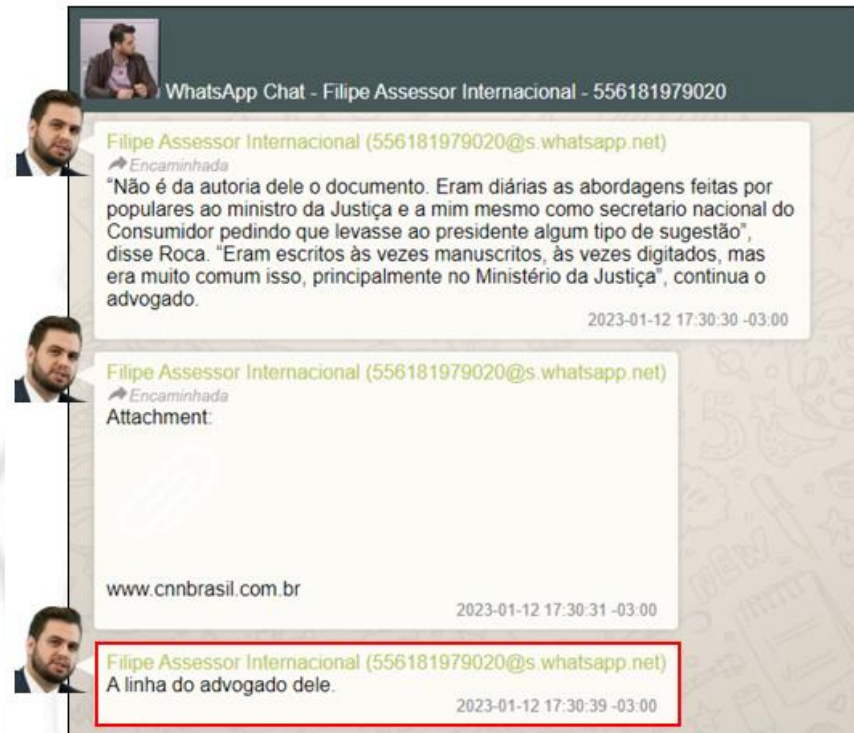 WhatsApp Chat - Filipe Assessor Internacional - 556181979020
Filipe Assessor Internacional (556181979020@s.whatsapp.net)
Encaminhada
“Não é da autoria dele o documento. Eram diárias as abordagens feitas por
populares ao ministro da Justiça e a mim mesmo como secretario nacional do
Consumidor pedindo que levasse ao presidente algum tipo de sugestão”,
disse Roca. “Eram escritos às vezes manuscritos, às vezes digitados, mas
era muito comum isso, principalmente no Ministério da Justiça”, continua o
advogado.
2023-01-12 17:30:30 -03:00
Filipe Assessor Internacional (556181979020@s.whatsapp.net)
Encaminhada
Attachment:
www.cnnbrasil.com.br
2023-01-12 17:30:31 -03:00
Filipe Assessor Internacional (556181979020@s.whatsapp.net)
A linha do advogado dele.
2023-01-12 17:30:39 -03:00